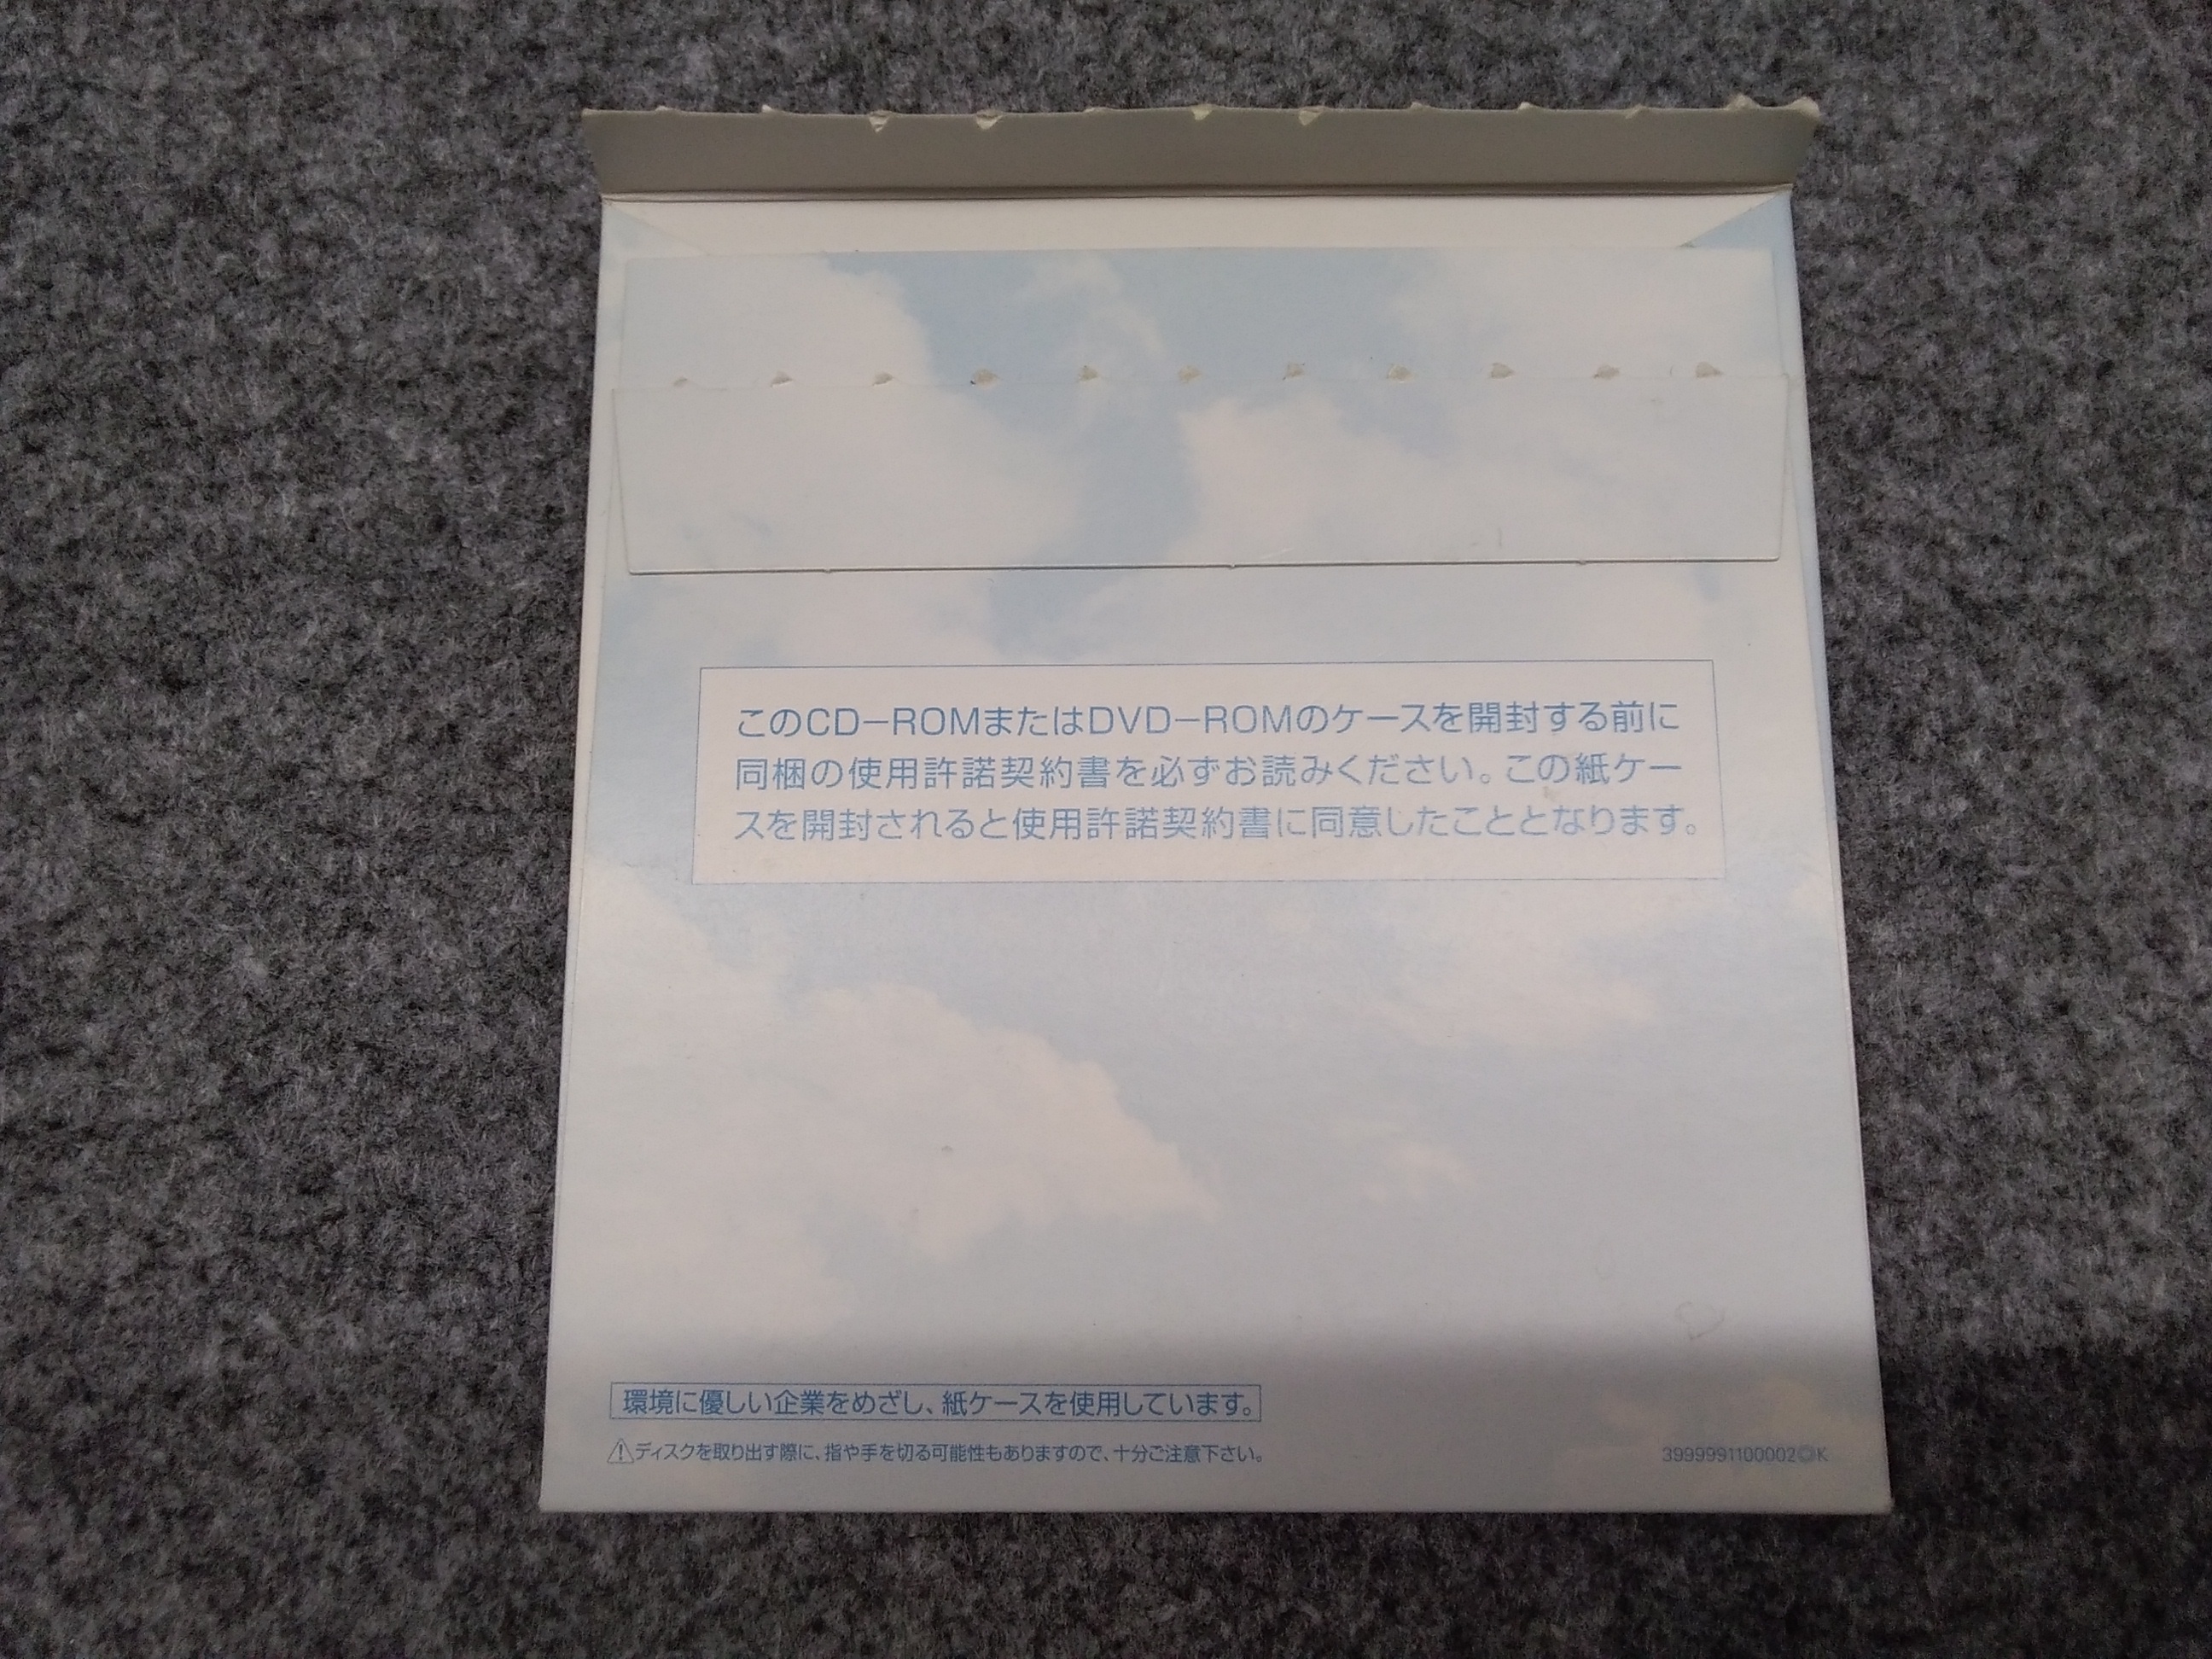 このCD−ROMまたはDVD−ROMのケースを開封する前に
同梱の使用許諾契約書を必ずお読みください。この紙ケー
スを開封されると使用許諾契約書に同意したこととなります。
環境に優しい企業をめざし、紙ケースを使用しています。
⚠ディスクを取り出す際に、指や手を切る可能性もありますので、十分ご注意下さい。
3999991100002◎K